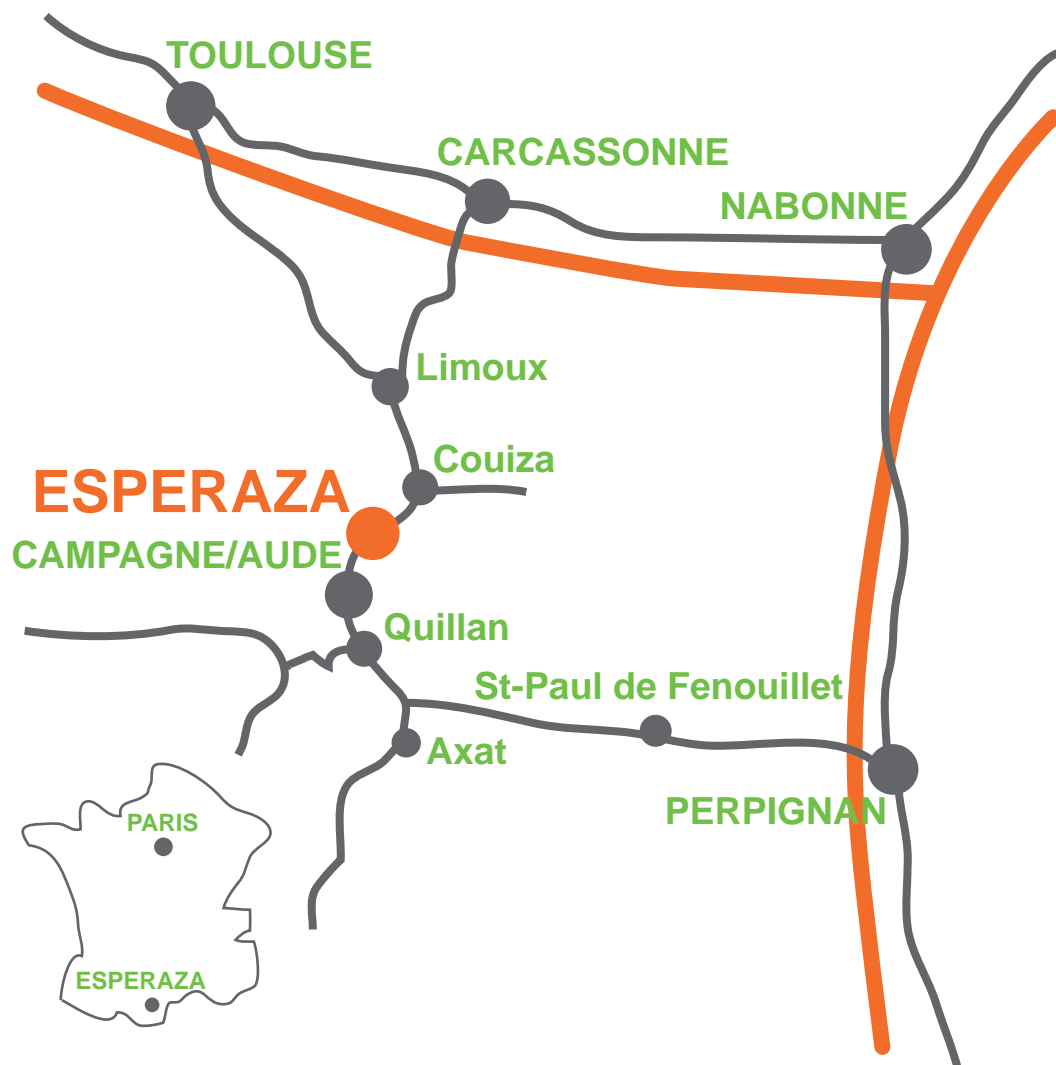 TOULOUSE
CARCASSONNE
NABONNE
Limoux
Couiza
ESPERAZA
CAMPAGNE/AUDE
Quillan
St-Paul de Fenouillet
Axat
PERPIGNAN
PARIS
ESPERAZA